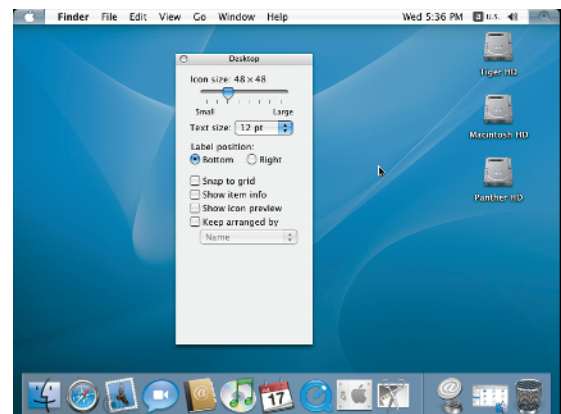 Finder File Edit View Go Window Help Wed 5:36 PM U.S.
Desktop
Icon size: 48 × 48
Small Large
Text size: 12 pt
Label position:
Bottom Right
Snap to grid
Show item info
Show icon preview
Keep arranged by
Name
Tiger HD
Macintosh HD
Panther HD
17